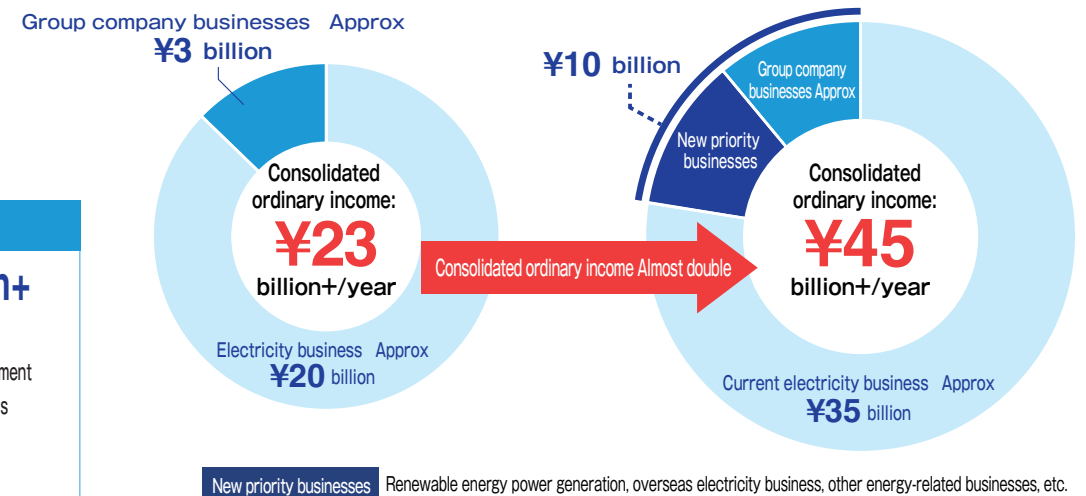 Group company businesses Approx
¥3 billion
Consolidated
ordinary income:
¥23
billion+/year
Electricity business Approx
¥20 billion
Consolidated ordinary income Almost double
¥10 billion
Group company
businesses Approx
New priority
businesses
Consolidated
ordinary income:
¥45
billion+/year
Current electricity business Approx
¥35 billion
New priority businesses Renewable energy power generation, overseas electricity business, other energy-related businesses, etc.